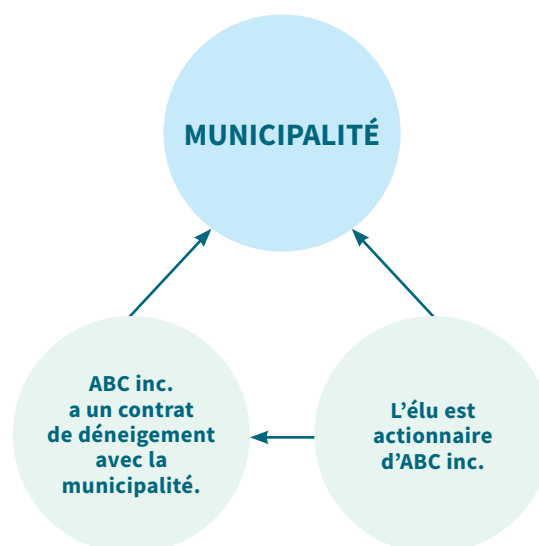 MUNICIPALITÉ
ABC inc.
a un contrat
de déneigement
avec la
municipalité.
L’élu est
actionnaire
d’ABC inc.